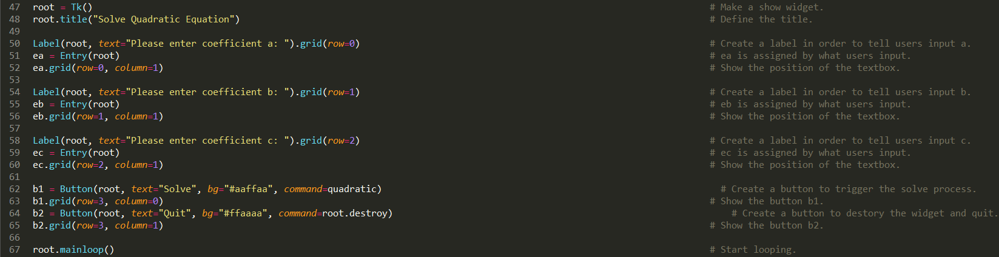 47 root = Tk() # Make a show widget.
48 root.title("Solve Quadratic Equation") # Define the title.
49
50 Label(root, text="Please enter coefficient a: ").grid(row=0) # Create a label in order to tell users input a.
51 ea = Entry(root) # ea is assigned by what users input.
52 ea.grid(row=0, column=1) # Show the position of the textbox.
53
54 Label(root, text="Please enter coefficient b: ").grid(row=1) # Create a label in order to tell users input b.
55 eb = Entry(root) # eb is assigned by what users input.
56 eb.grid(row=1, column=1) # Show the position of the textbox.
57
58 Label(root, text="Please enter coefficient c: ").grid(row=2) # Create a label in order to tell users input c.
59 ec = Entry(root) # ec is assigned by what users input.
60 ec.grid(row=2, column=1) # Show the position of the textbox.
61
62 b1 = Button(root, text="Solve", bg="#aaffaa", command=quadratic) # Create a button to trigger the solve process.
63 b1.grid(row=3, column=0) # Show the button b1.
64 b2 = Button(root, text="Quit", bg="#ffaaaa", command=root.destroy) # Create a button to destory the widget and quit.
65 b2.grid(row=3, column=1) # Show the button b2.
66
67 root.mainloop() # Start looping.